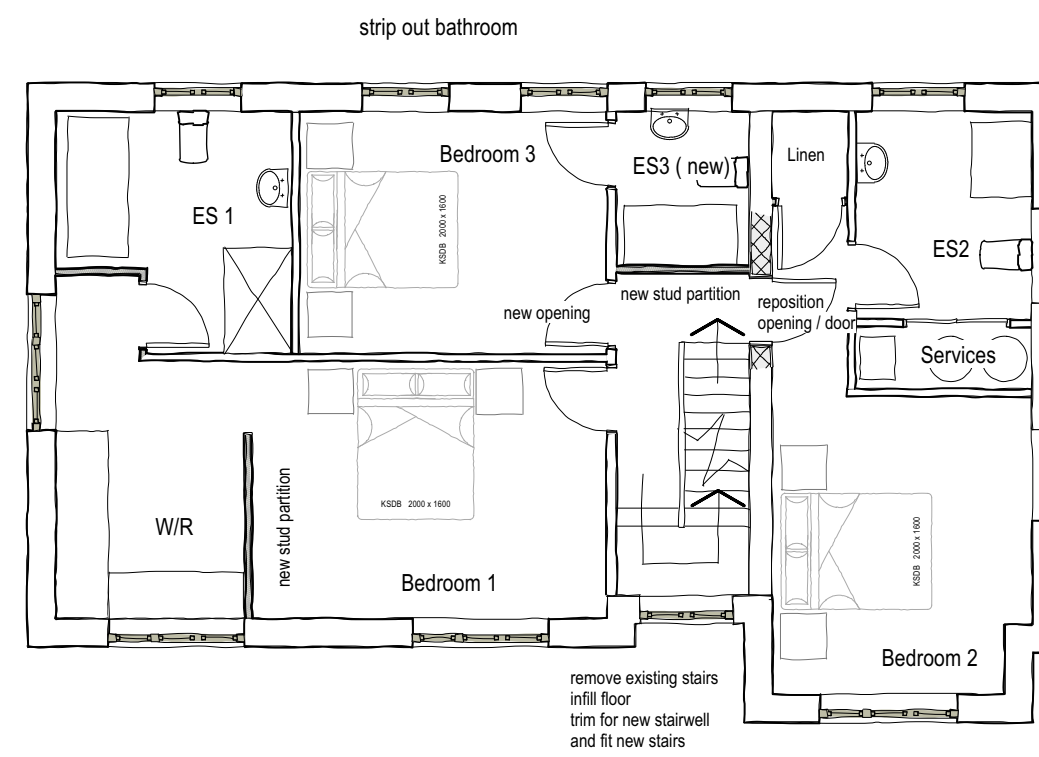 strip out bathroom
Bedroom 3
ES3 ( new)
Linen
ES 1
KSDB 2000 x 1600
ES2
new stud partition
reposition
opening / door
new opening
Services
KSDB 2000 x 1600
new stud partition
W/R
Bedroom 1
KSDB 2000 x 1600
Bedroom 2
remove existing stairs
infill floor
trim for new stairwell
and fit new stairs